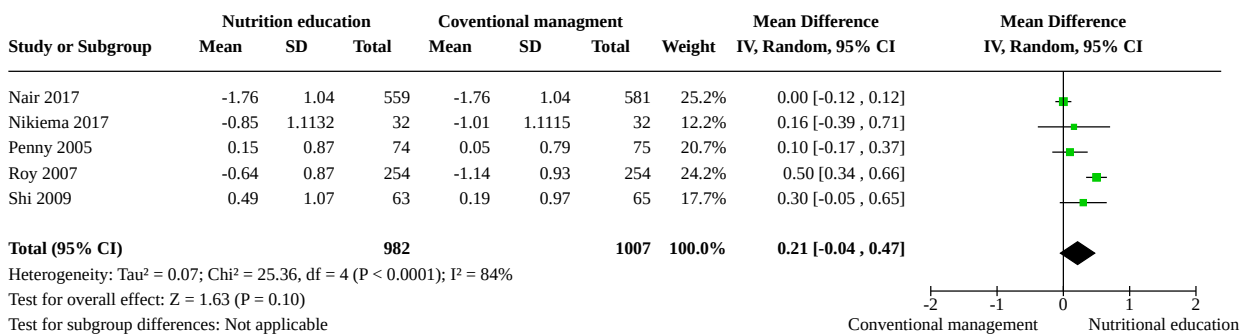 Nutrition education Coventional managment Mean Difference Mean Difference
Study or Subgroup Mean SD Total Mean SD Total Weight IV, Random, 95% CI IV, Random, 95% CI
Nair 2017 -1.76 1.04 559 -1.76 1.04 581 25.2% 0.00 [-0.12 , 0.12]
Nikiema 2017 -0.85 1.1132 32 -1.01 1.1115 32 12.2% 0.16 [-0.39 , 0.71]
Penny 2005 0.15 0.87 74 0.05 0.79 75 20.7% 0.10 [-0.17 , 0.37]
Roy 2007 -0.64 0.87 254 -1.14 0.93 254 24.2% 0.50 [0.34 , 0.66]
Shi 2009 0.49 1.07 63 0.19 0.97 65 17.7% 0.30 [-0.05 , 0.65]
Total (95% CI) 982 1007 100.0% 0.21 [-0.04 , 0.47]
Heterogeneity: Tau² = 0.07; Chi² = 25.36, df = 4 (P < 0.0001); I² = 84%
Test for overall effect: Z = 1.63 (P = 0.10)
-2 -1 0 1 2
Test for subgroup differences: Not applicable Conventional management Nutritional education